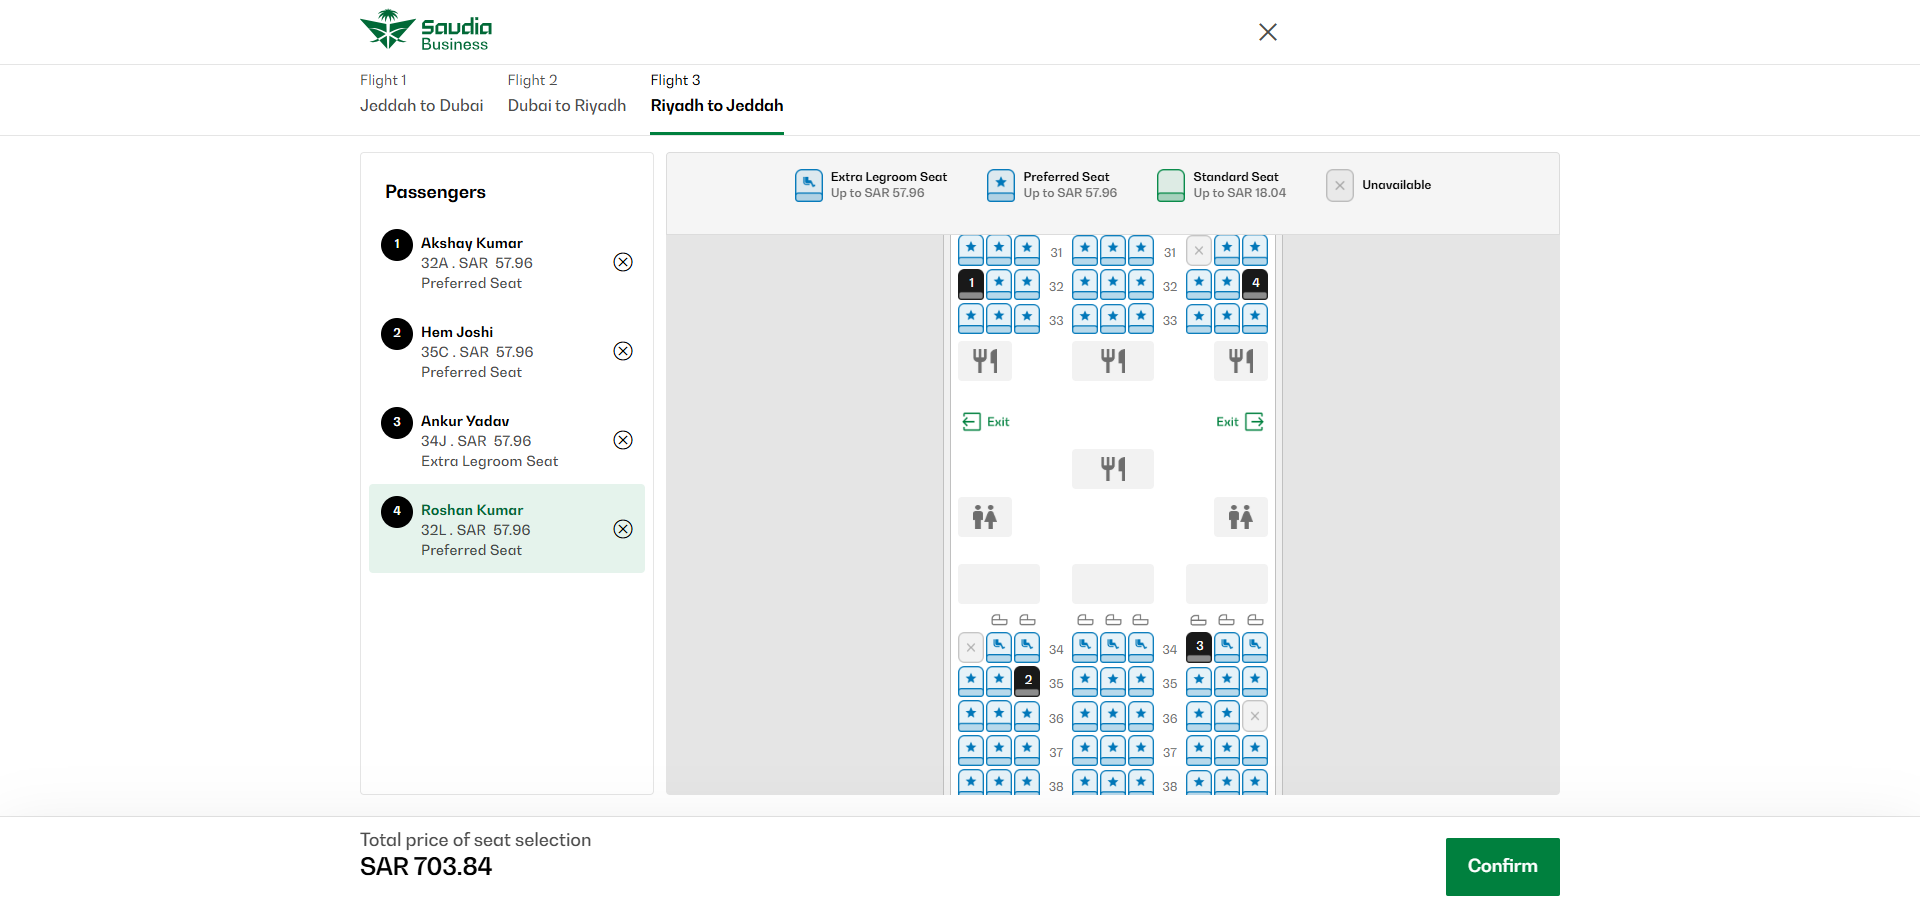 Saudia
Business
Flight 1
Jeddah to Dubai
Flight 2
Dubai to Riyadh
Flight 3
Riyadh to Jeddah
Passengers
1
Akshay Kumar
32A . SAR 57.96
Preferred Seat
2
Hem Joshi
35C . SAR 57.96
Preferred Seat
3
Ankur Yadav
34J . SAR 57.96
Extra Legroom Seat
4
Roshan Kumar
32L . SAR 57.96
Preferred Seat
Extra Legroom Seat
Up to SAR 57.96
Preferred Seat
Up to SAR 57.96
Standard Seat
Up to SAR 18.04
Unavailable
31 31
1 32 32 4
33 33
Exit Exit
34 34 3
2 35 35
36 36
37 37
38 38
Total price of seat selection
SAR 703.84
Confirm